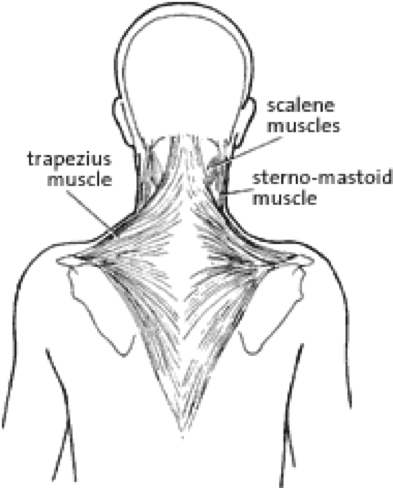 scalene
muscles
trapezius
muscle
sterno-mastoid
muscle